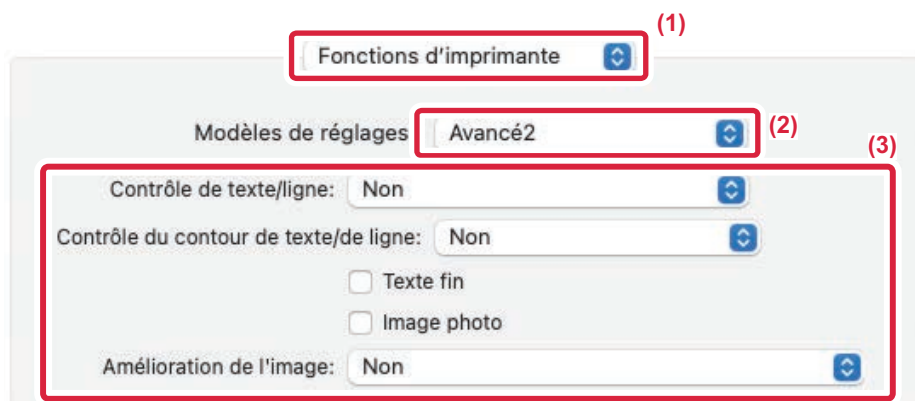 (1)
Fonctions d'imprimante
Modèles de réglages Avancé2 (2)
(3)
Contrôle de texte/ligne: Non
Contrôle du contour de texte/de ligne: Non
Texte fin
Image photo
Amélioration de l'image: Non